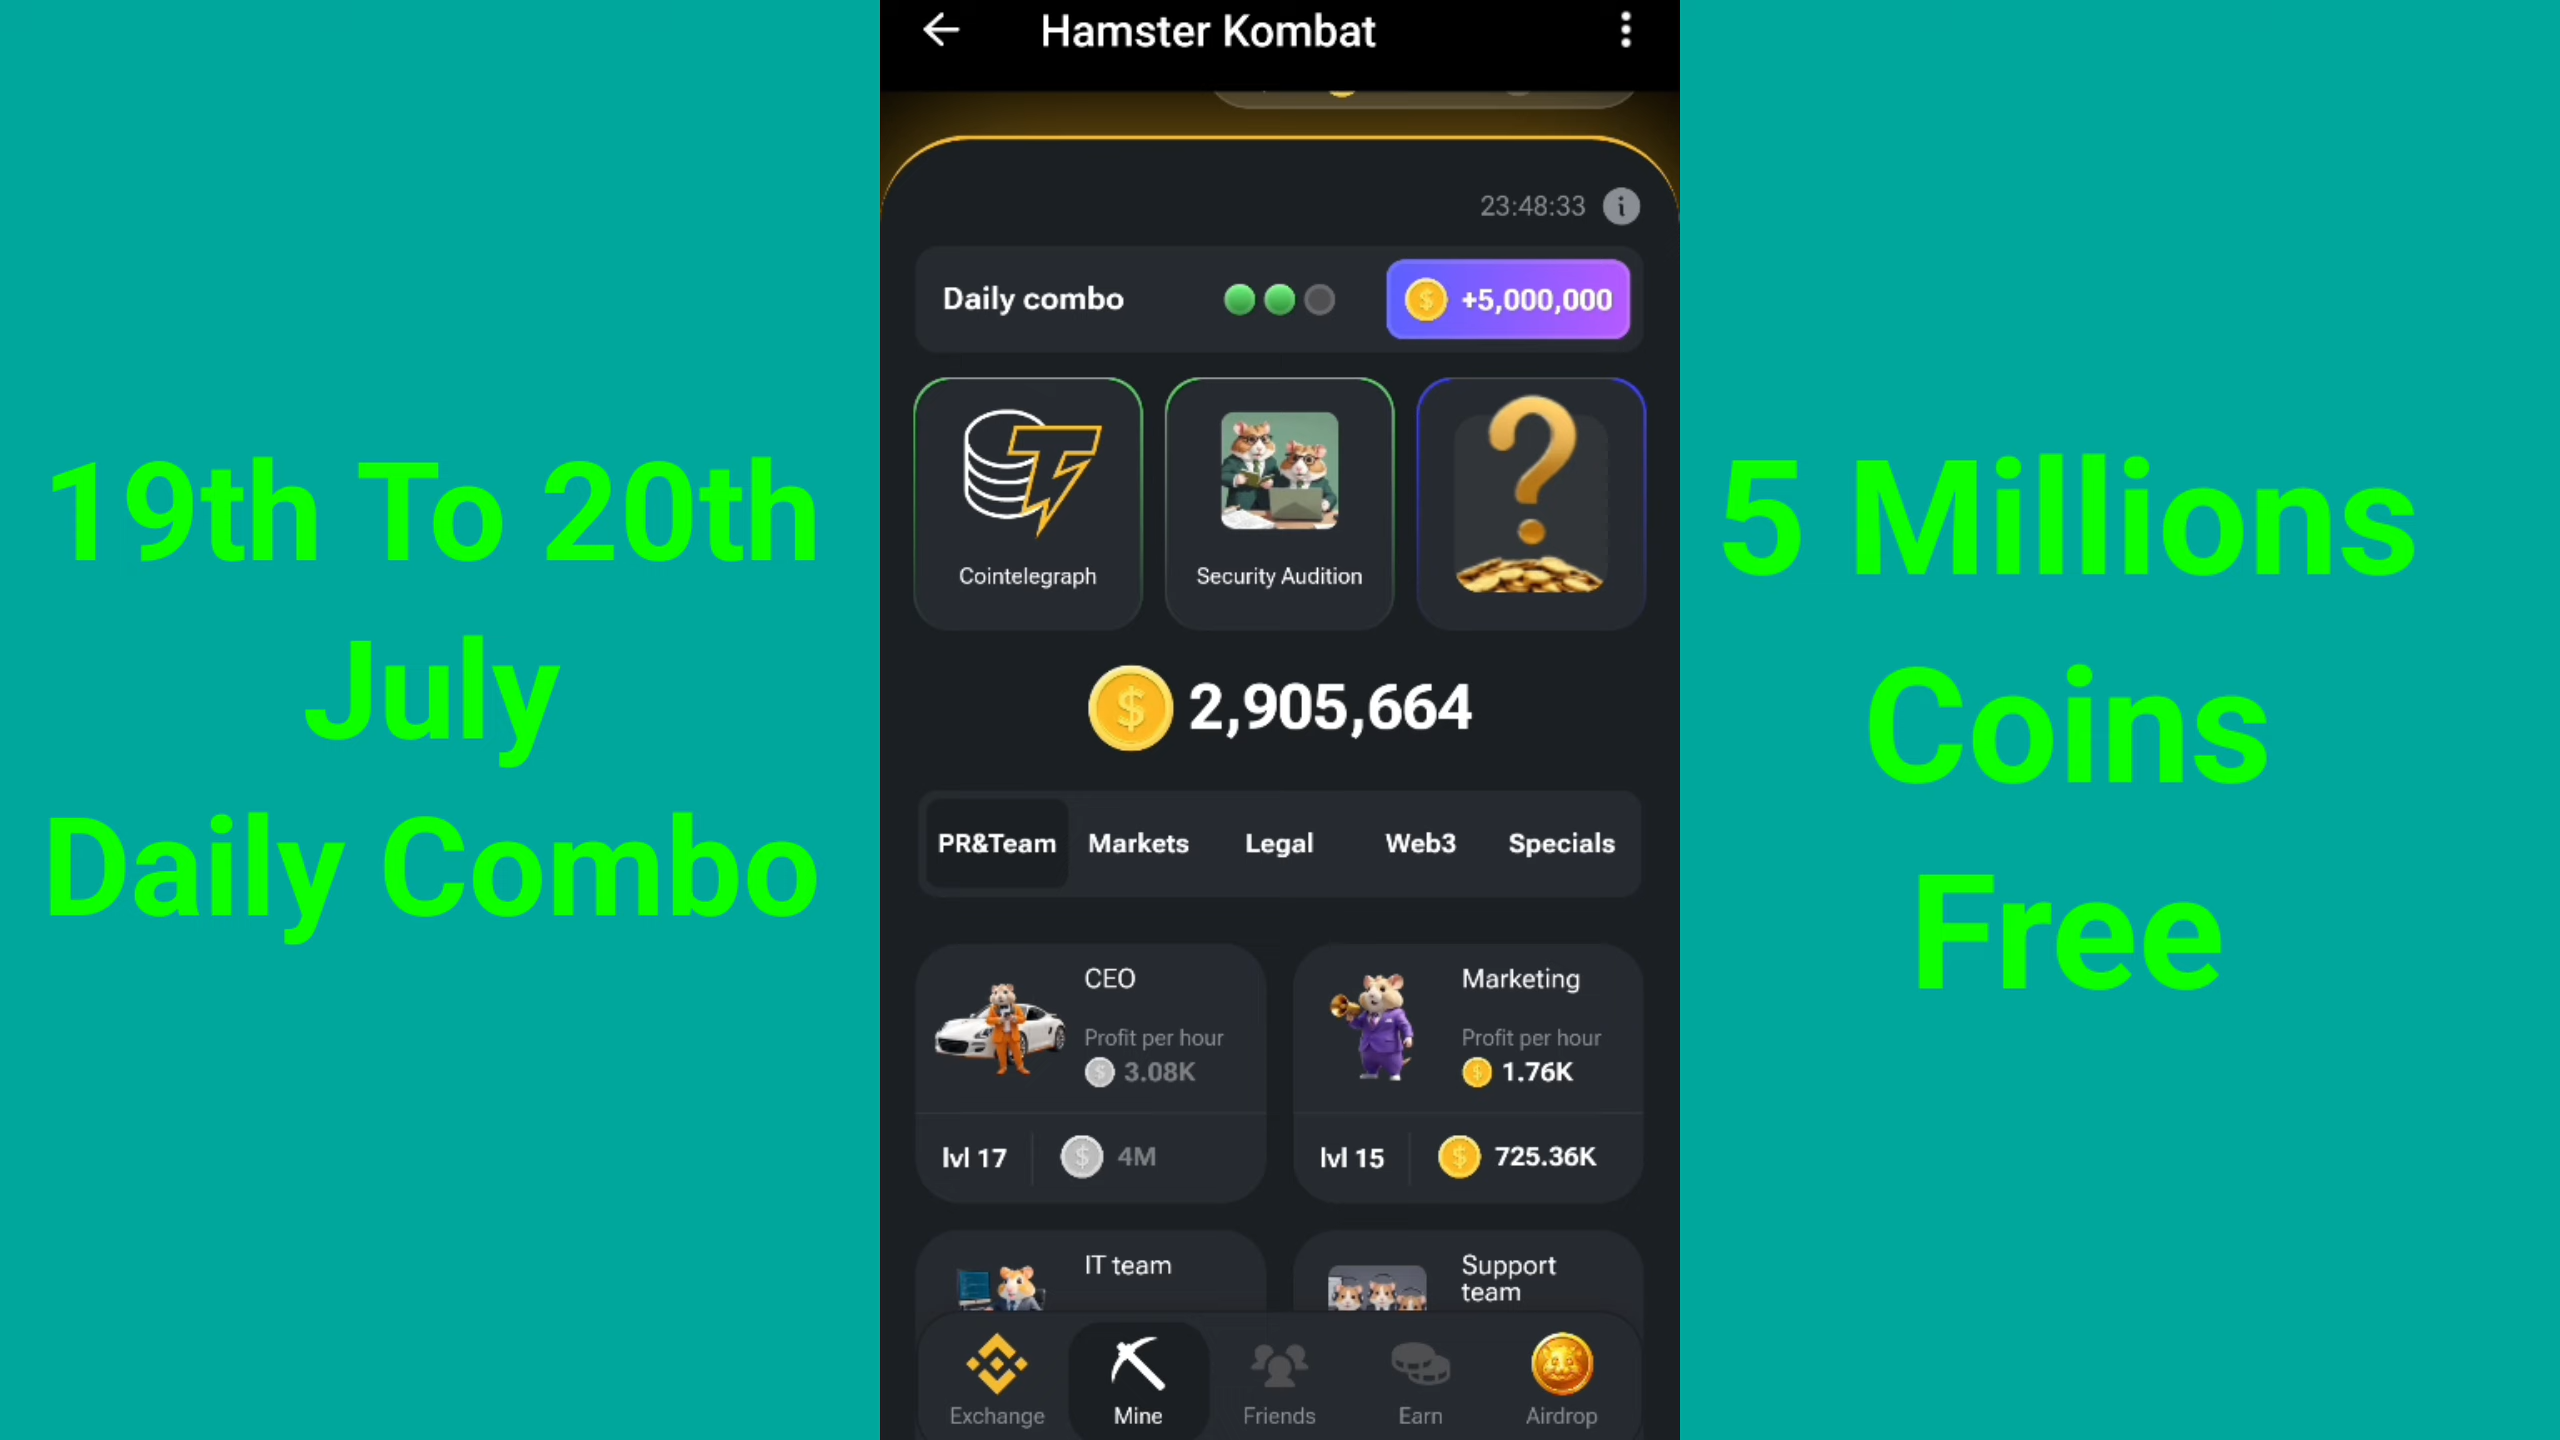 Hamster Kombat
23:48:33
Daily combo
+5,000,000
Cointelegraph
Security Audition
2,905,664
PR&Team Markets Legal Web3 Specials
CEO
Profit per hour
3.08K
lvl 17
4M
Marketing
Profit per hour
1.76K
lvl 15
725.36K
IT team
Support
team
Exchange Mine Friends Earn Airdrop
19th To 20th
July
Daily Combo
5 Millions
Coins
Free